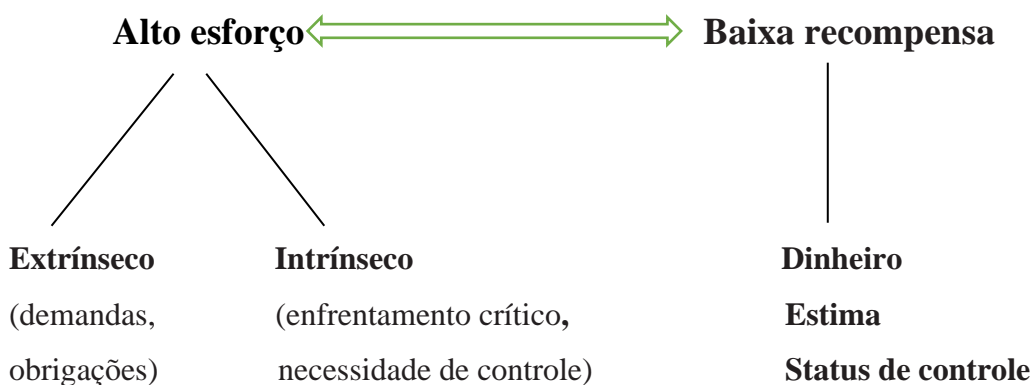 Alto esforço Baixa recompensa
Extrínseco Intrínseco Dinheiro
(demandas, (enfrentamento crítico, Estima
obrigações) necessidade de controle) Status de controle